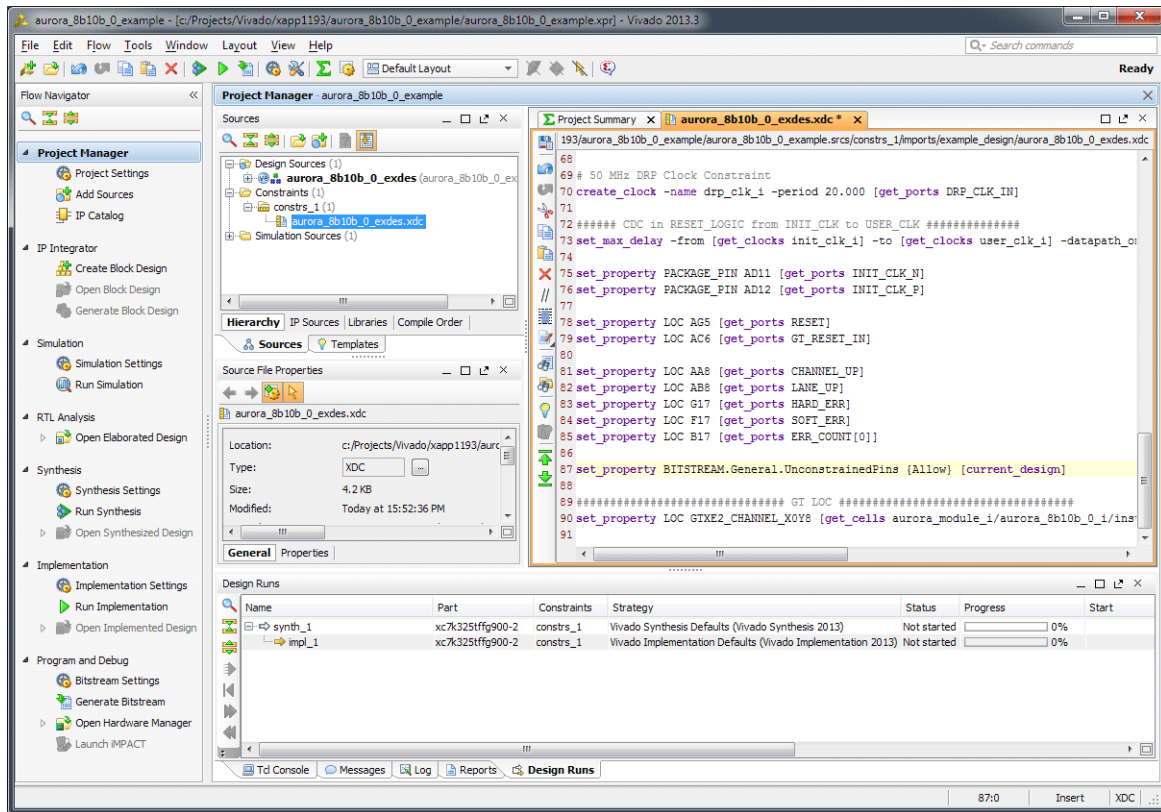 aurora_8b10b_0_example - [c:/Projects/Vivado/xapp1193/aurora_8b10b_0_example/aurora_8b10b_0_example.xpr] - Vivado 2013.3
File Edit Flow Tools Window Layout View Help
Search commands
Default Layout
Ready
Flow Navigator
Project Manager
Project Settings
Add Sources
IP Catalog
IP Integrator
Create Block Design
Open Block Design
Generate Block Design
Simulation
Simulation Settings
Run Simulation
RTL Analysis
Open Elaborated Design
Synthesis
Synthesis Settings
Run Synthesis
Open Synthesized Design
Implementation
Implementation Settings
Run Implementation
Open Implemented Design
Program and Debug
Bitstream Settings
Generate Bitstream
Open Hardware Manager
Launch iMPACT
Project Manager - aurora_8b10b_0_example
Sources
Design Sources (1)
aurora_8b10b_0_exdes (aurora_8b10b_0_ex
Constraints (1)
constrs_1 (1)
aurora_8b10b_0_exdes.xdc
Simulation Sources (1)
Hierarchy IP Sources Libraries Compile Order
Sources Templates
Source File Properties
aurora_8b10b_0_exdes.xdc
Location: c:/Projects/Vivado/xapp1193/aurc
Type: XDC
Size: 4.2 KB
Modified: Today at 15:52:36 PM
General Properties
Project Summary aurora_8b10b_0_exdes.xdc *
193/aurora_8b10b_0_example/aurora_8b10b_0_example.srcs/constrs_1/imports/example_design/aurora_8b10b_0_exdes.xdc
68
69 # 50 MHz DRP Clock Constraint
70 create_clock -name drp_clk_i -period 20.000 [get_ports DRP_CLK_IN]
71
72 ###### CDC in RESET_LOGIC from INIT_CLK to USER_CLK ##############
73 set_max_delay -from [get_clocks init_clk_i] -to [get_clocks user_clk_i] -datapath_on
74
75 set_property PACKAGE_PIN AD11 [get_ports INIT_CLK_N]
76 set_property PACKAGE_PIN AD12 [get_ports INIT_CLK_P]
77
78 set_property LOC AG5 [get_ports RESET]
79 set_property LOC AC6 [get_ports GT_RESET_IN]
80
81 set_property LOC AA8 [get_ports CHANNEL_UP]
82 set_property LOC AB8 [get_ports LANE_UP]
83 set_property LOC G17 [get_ports HARD_ERR]
84 set_property LOC F17 [get_ports SOFT_ERR]
85 set_property LOC B17 [get_ports ERR_COUNT[0]]
86
87 set_property BITSTREAM.General.UnconstrainedPins {Allow} [current_design]
88
89 ############################### GT LOC ###################################
90 set_property LOC GTXE2_CHANNEL_X0Y8 [get_cells aurora_module_i/aurora_8b10b_0_i/inst
91
Design Runs
Name Part Constraints Strategy Status Progress Start
synth_1 xc7k325tffg900-2 constrs_1 Vivado Synthesis Defaults (Vivado Synthesis 2013) Not started 0%
impl_1 xc7k325tffg900-2 constrs_1 Vivado Implementation Defaults (Vivado Implementation 2013) Not started 0%
Tcl Console Messages Log Reports Design Runs
87:0 Insert XDC